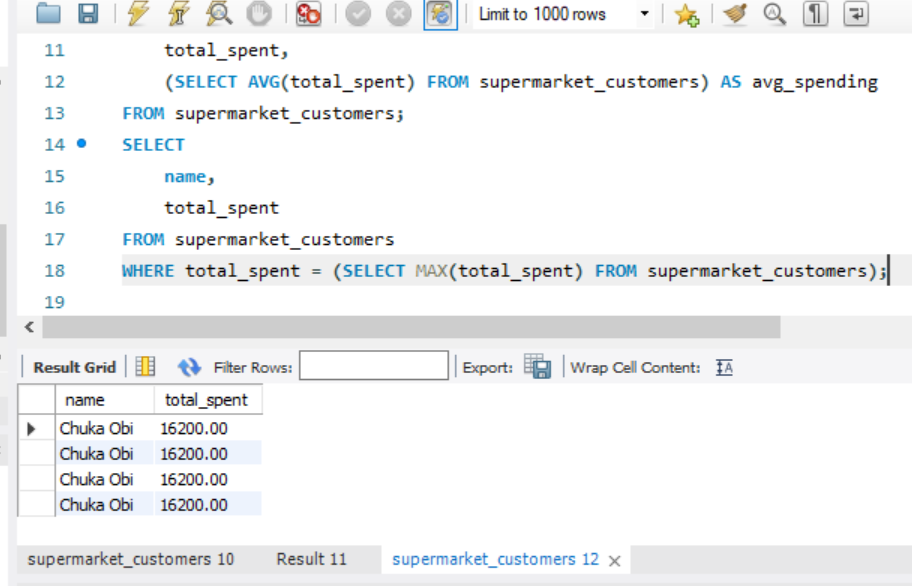 Limit to 1000 rows
11 total_spent,
12 (SELECT AVG(total_spent) FROM supermarket_customers) AS avg_spending
13 FROM supermarket_customers;
14 SELECT
15 name,
16 total_spent
17 FROM supermarket_customers
18 WHERE total_spent = (SELECT MAX(total_spent) FROM supermarket_customers);
19
Result Grid Filter Rows: Export: Wrap Cell Content:
name total_spent
Chuka Obi 16200.00
Chuka Obi 16200.00
Chuka Obi 16200.00
Chuka Obi 16200.00
supermarket_customers 10 Result 11 supermarket_customers 12